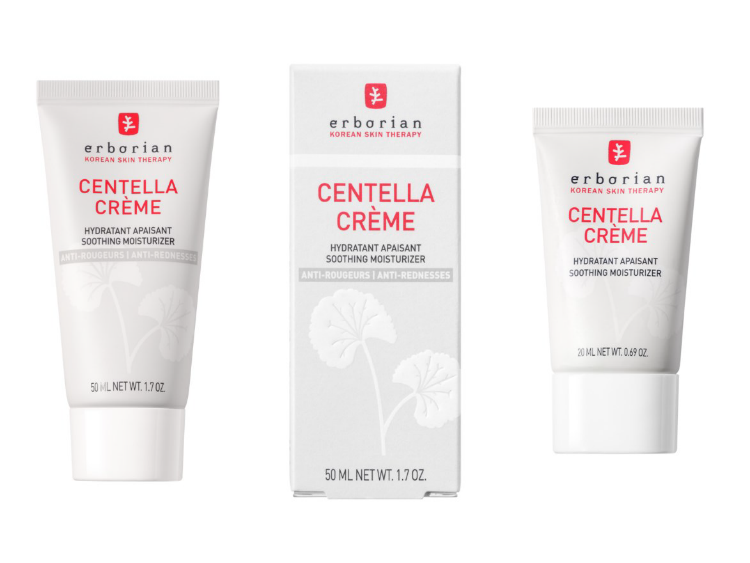 erborian
KOREAN SKIN THERAPY
CENTELLA
CRÈME
HYDRATANT APAISANT
SOOTHING MOISTURIZER
ANTI-ROUGEURS | ANTI-REDNESSES
50 ML NET WT. 1.7 OZ.
erborian
KOREAN SKIN THERAPY
CENTELLA
CRÈME
HYDRATANT APAISANT
SOOTHING MOISTURIZER
ANTI-ROUGEURS | ANTI-REDNESSES
50 ML NET WT. 1.7 OZ.
erborian
KOREAN SKIN THERAPY
CENTELLA
CRÈME
HYDRATANT APAISANT
SOOTHING MOISTURIZER
20 ML NET WT. 0.69 OZ.